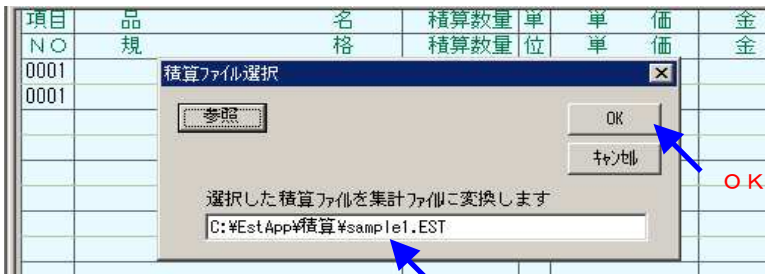 項目 品 名 積算数量 単 単 価 金
NO 規 格 積算数量 位 単 価 金
0001
積算ファイル選択
0001
参照
OK
キャンセル
OK
選択した積算ファイルを集計ファイルに変換します
C:¥EstApp¥積算¥sample1.EST